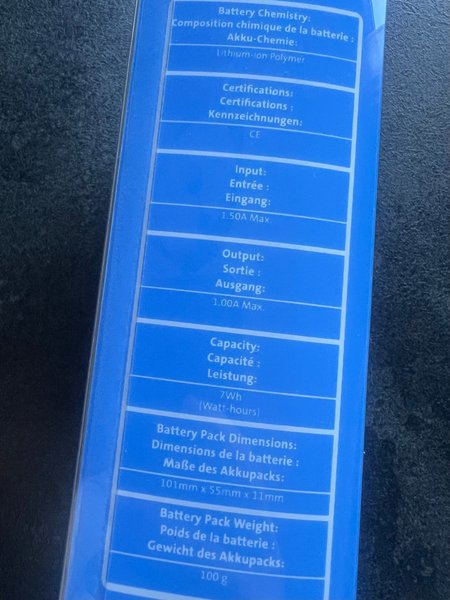 Battery Chemistry:
Composition chimique de la batterie :
Akku-Chemie:
Lithium-ion Polymer
Certifications:
Certifications :
Kennzeichnungen:
CE
Input:
Entrée :
Eingang:
1.50A Max
Output:
Sortie :
Ausgang:
1.00A Max
Capacity:
Capacité :
Leistung:
7Wh
(Watt-hours)
Battery Pack Dimensions:
Dimensions de la batterie :
Maße des Akkupacks:
101mm x 55mm x 11mm
Battery Pack Weight:
Poids de la batterie :
Gewicht des Akkupacks:
100 g